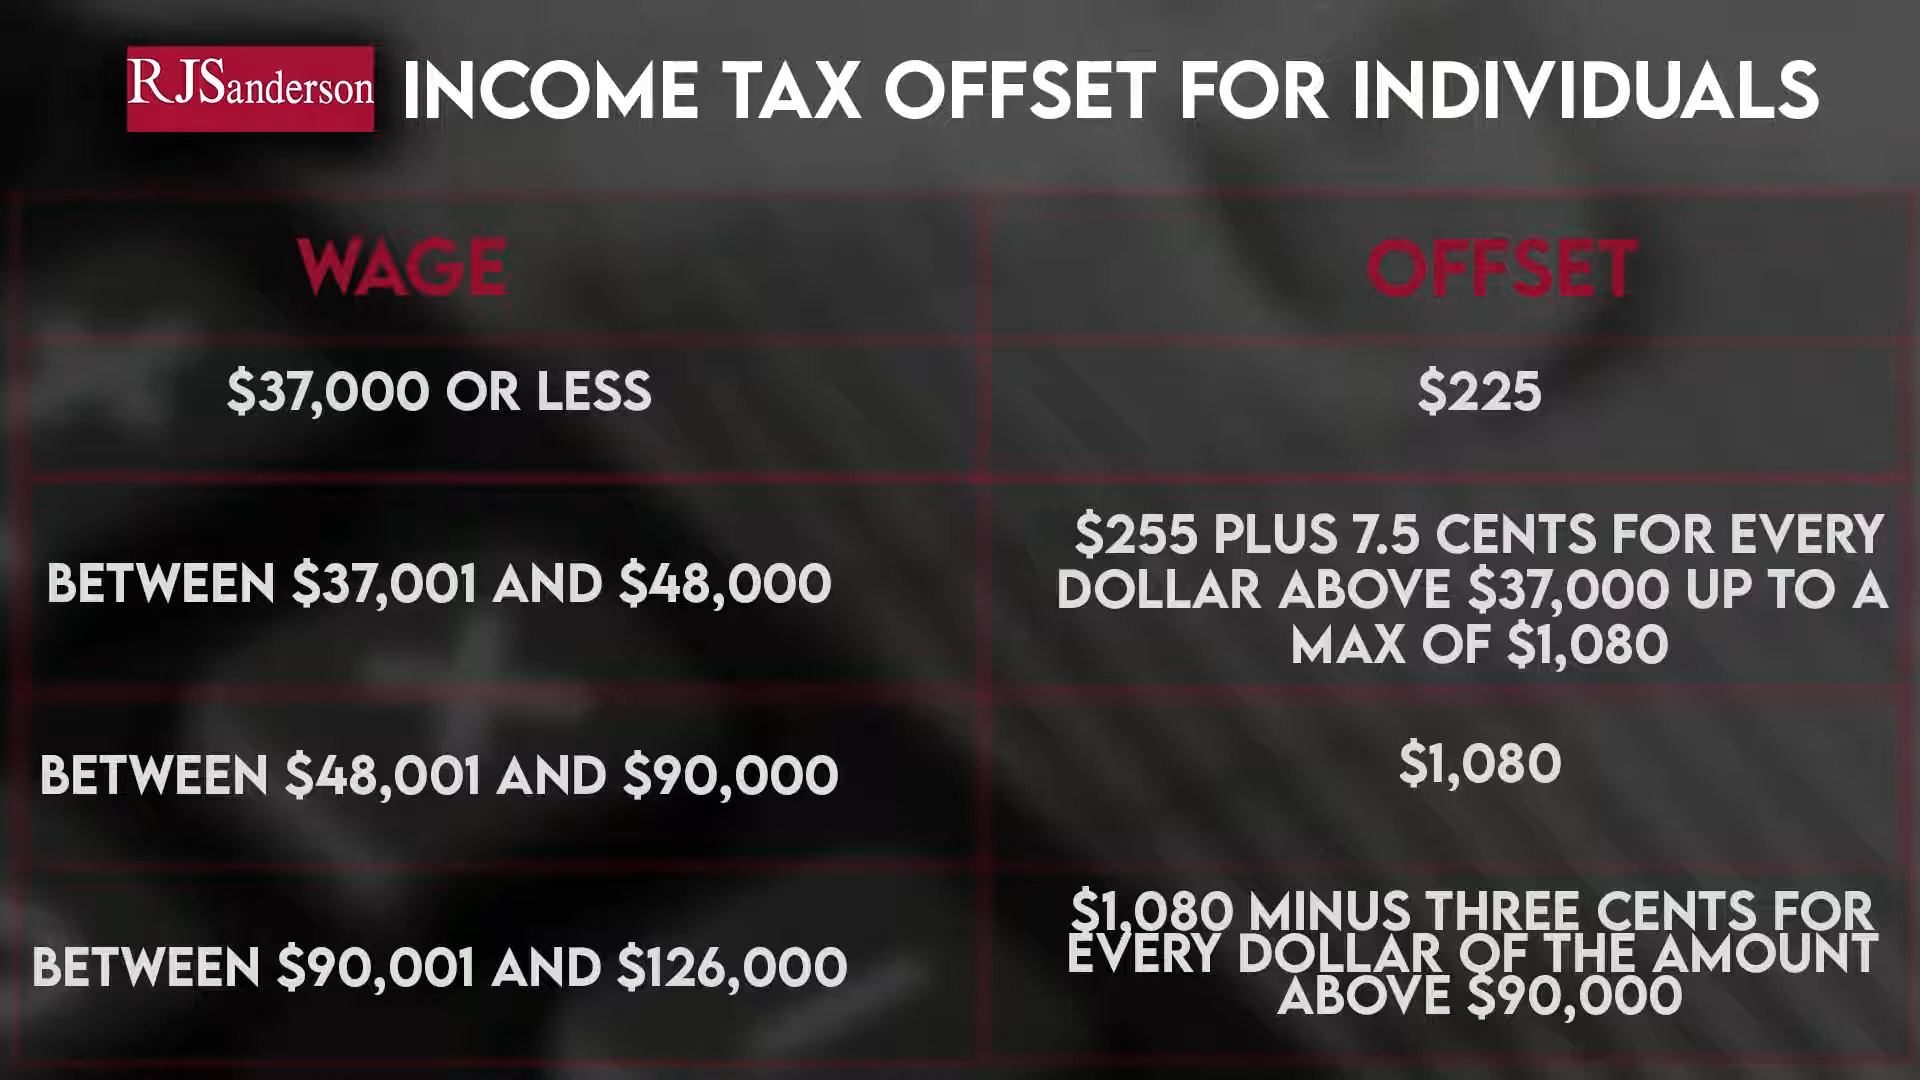 RJSanderson INCOME TAX OFFSET FOR INDIVIDUALS
WAGE OFFSET
$37,000 OR LESS $225
BETWEEN $37,001 AND $48,000
$255 PLUS 7.5 CENTS FOR EVERY
DOLLAR ABOVE $37,000 UP TO A
MAX OF $1,080
BETWEEN $48,001 AND $90,000 $1,080
BETWEEN $90,001 AND $126,000
$1,080 MINUS THREE CENTS FOR
EVERY DOLLAR OF THE AMOUNT
ABOVE $90,000